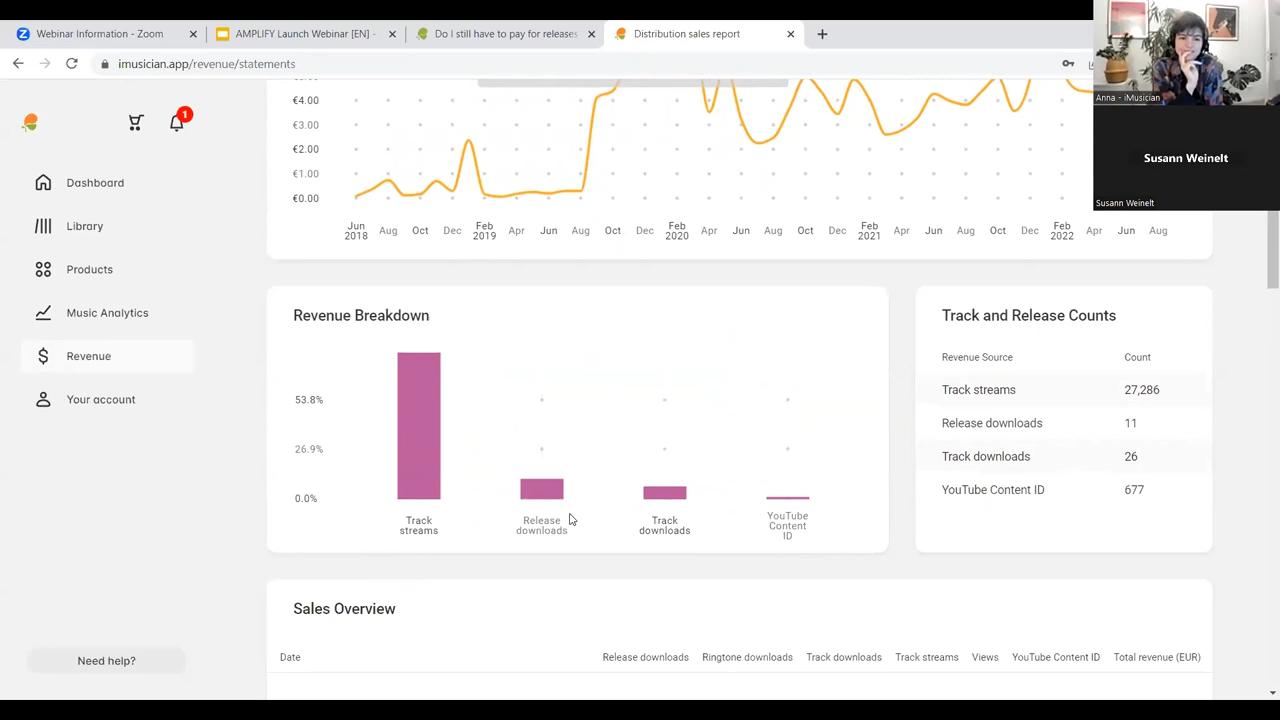 Webinar Information - Zoom
AMPLIFY Launch Webinar [EN] -
Do I still have to pay for releases
Distribution sales report
imusician.app/revenue/statements
Anna - iMusician
Susann Weinelt
Susann Weinelt
1
Dashboard
Library
Products
Music Analytics
Revenue
Your account
Need help?
€4.00
€3.00
€2.00
€1.00
€0.00
Jun 2018 Aug Oct Dec Feb 2019 Apr Jun Aug Oct Dec Feb 2020 Apr Jun Aug Oct Dec Feb 2021 Apr Jun Aug Oct Dec Feb 2022 Apr Jun Aug
Revenue Breakdown
53.8%
26.9%
0.0%
Track streams
Release downloads
Track downloads
YouTube Content ID
Track and Release Counts
Revenue Source Count
Track streams 27,286
Release downloads 11
Track downloads 26
YouTube Content ID 677
Sales Overview
Date Release downloads Ringtone downloads Track downloads Track streams Views YouTube Content ID Total revenue (EUR)